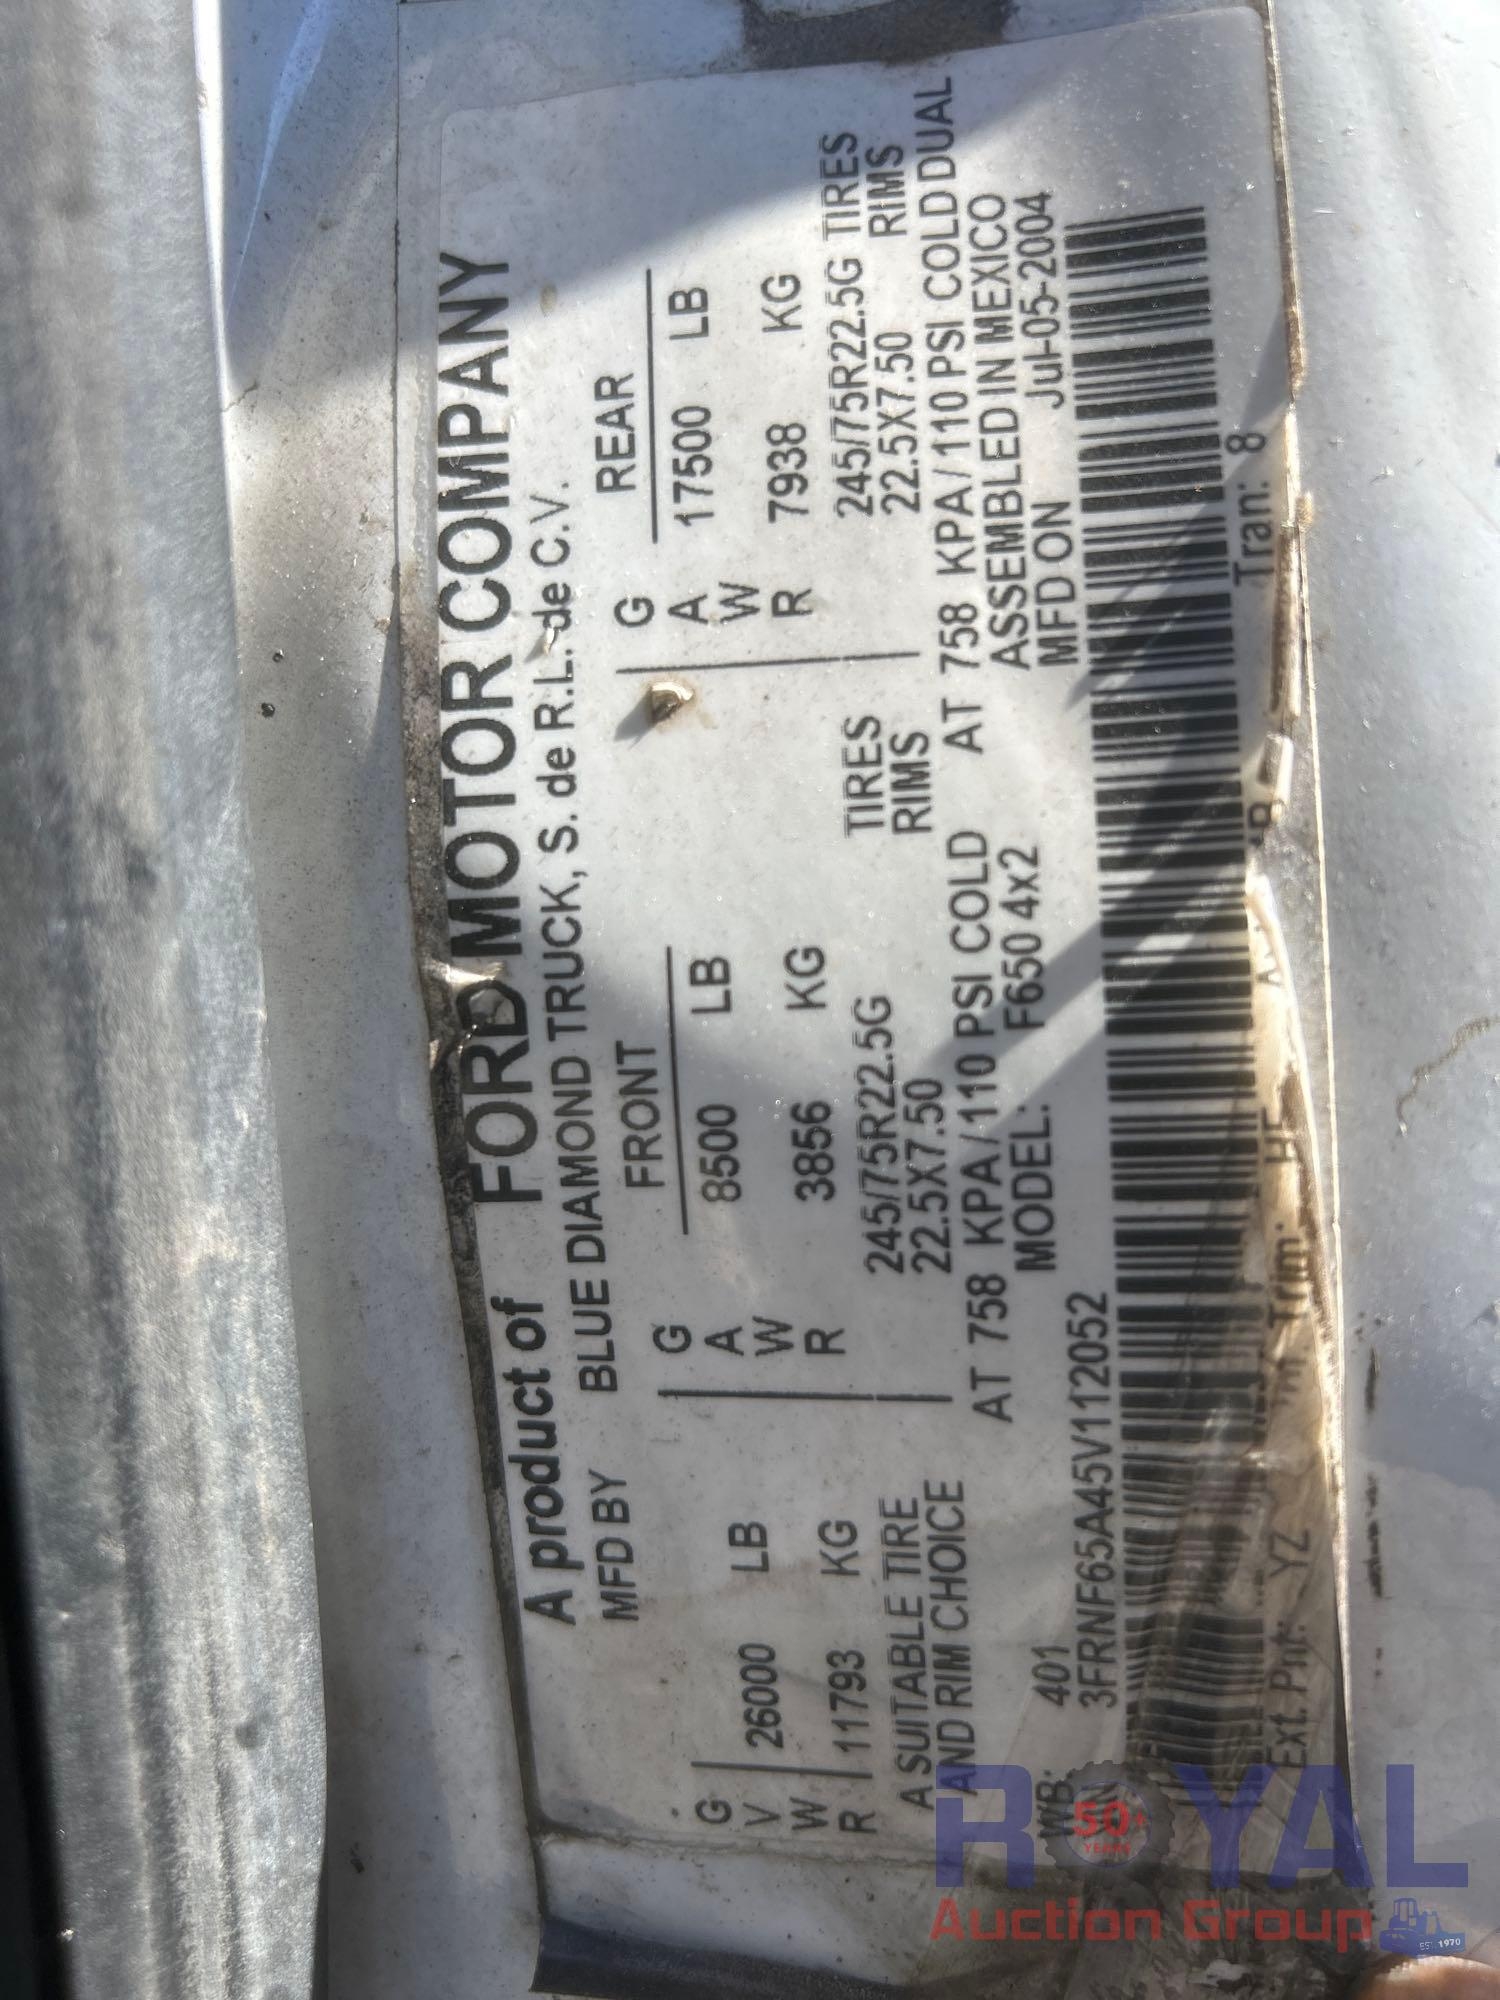 A product of FORD MOTOR COMPANY
MFD BY BLUE DIAMOND TRUCK, S. de R.L. de C.V.
FRONT REAR
G V W R 26000 LB 11793 KG
G A W R 8500 LB 3856 KG
G A W R 17500 LB 7938 KG
A SUITABLE TIRE AND RIM CHOICE
245/75R22.5G TIRES 245/75R22.5G TIRES
22.5X7.50 RIMS 22.5X7.50 RIMS
AT 758 KPA/110 PSI COLD AT 758 KPA/110 PSI COLD DUAL
MODEL: F650 4x2 ASSEMBLED IN MEXICO
WB: 401 MFD ON Jul-05-2004
VIN 3FRNF65A45V112052
Ext. Pnt: YZ Trim: Tran: 8
ROYAL
50+ YEARS
Auction Group
EST. 1970